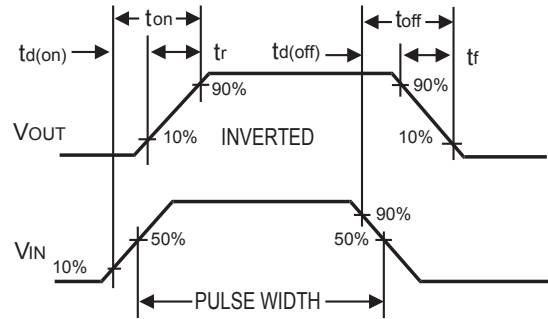 ton toff
td(on) tr td(off) tf
90% 90%
VOUT 10% INVERTED 10%
90%
VIN 50% 50%
10%
PULSE WIDTH